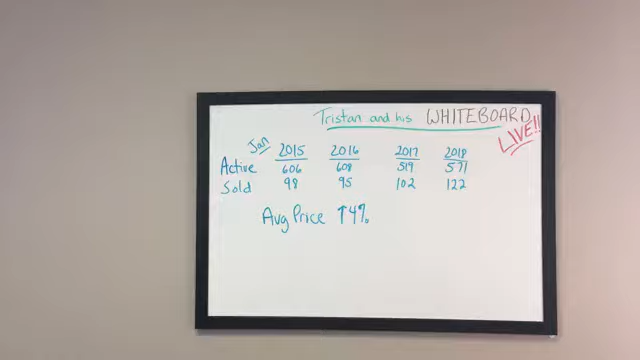 Tristan and his WHITEBOARD
LIVE!!
Jan 2015 2016 2017 2018
Active 606 608 519 571
Sold 98 95 102 122
Avg Price ↑4%